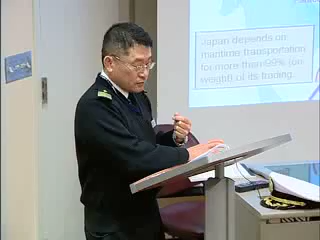 Japan depends on
maritime transportation
for more than 99% (on
weight) of its trading.